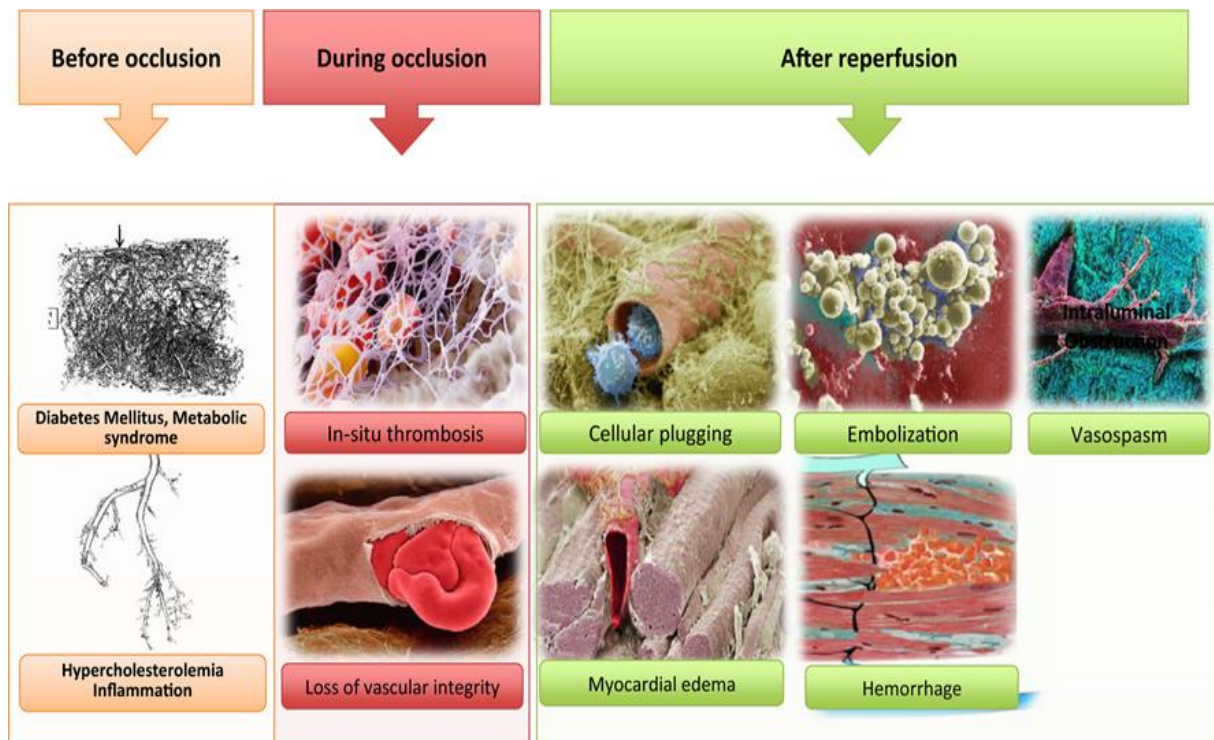 Before occlusion
During occlusion
After reperfusion
Intraluminal
Obstruction
Diabetes Mellitus, Metabolic
syndrome
In-situ thrombosis
Cellular plugging
Embolization
Vasospasm
Hypercholesterolemia
Inflammation
Loss of vascular integrity
Myocardial edema
Hemorrhage